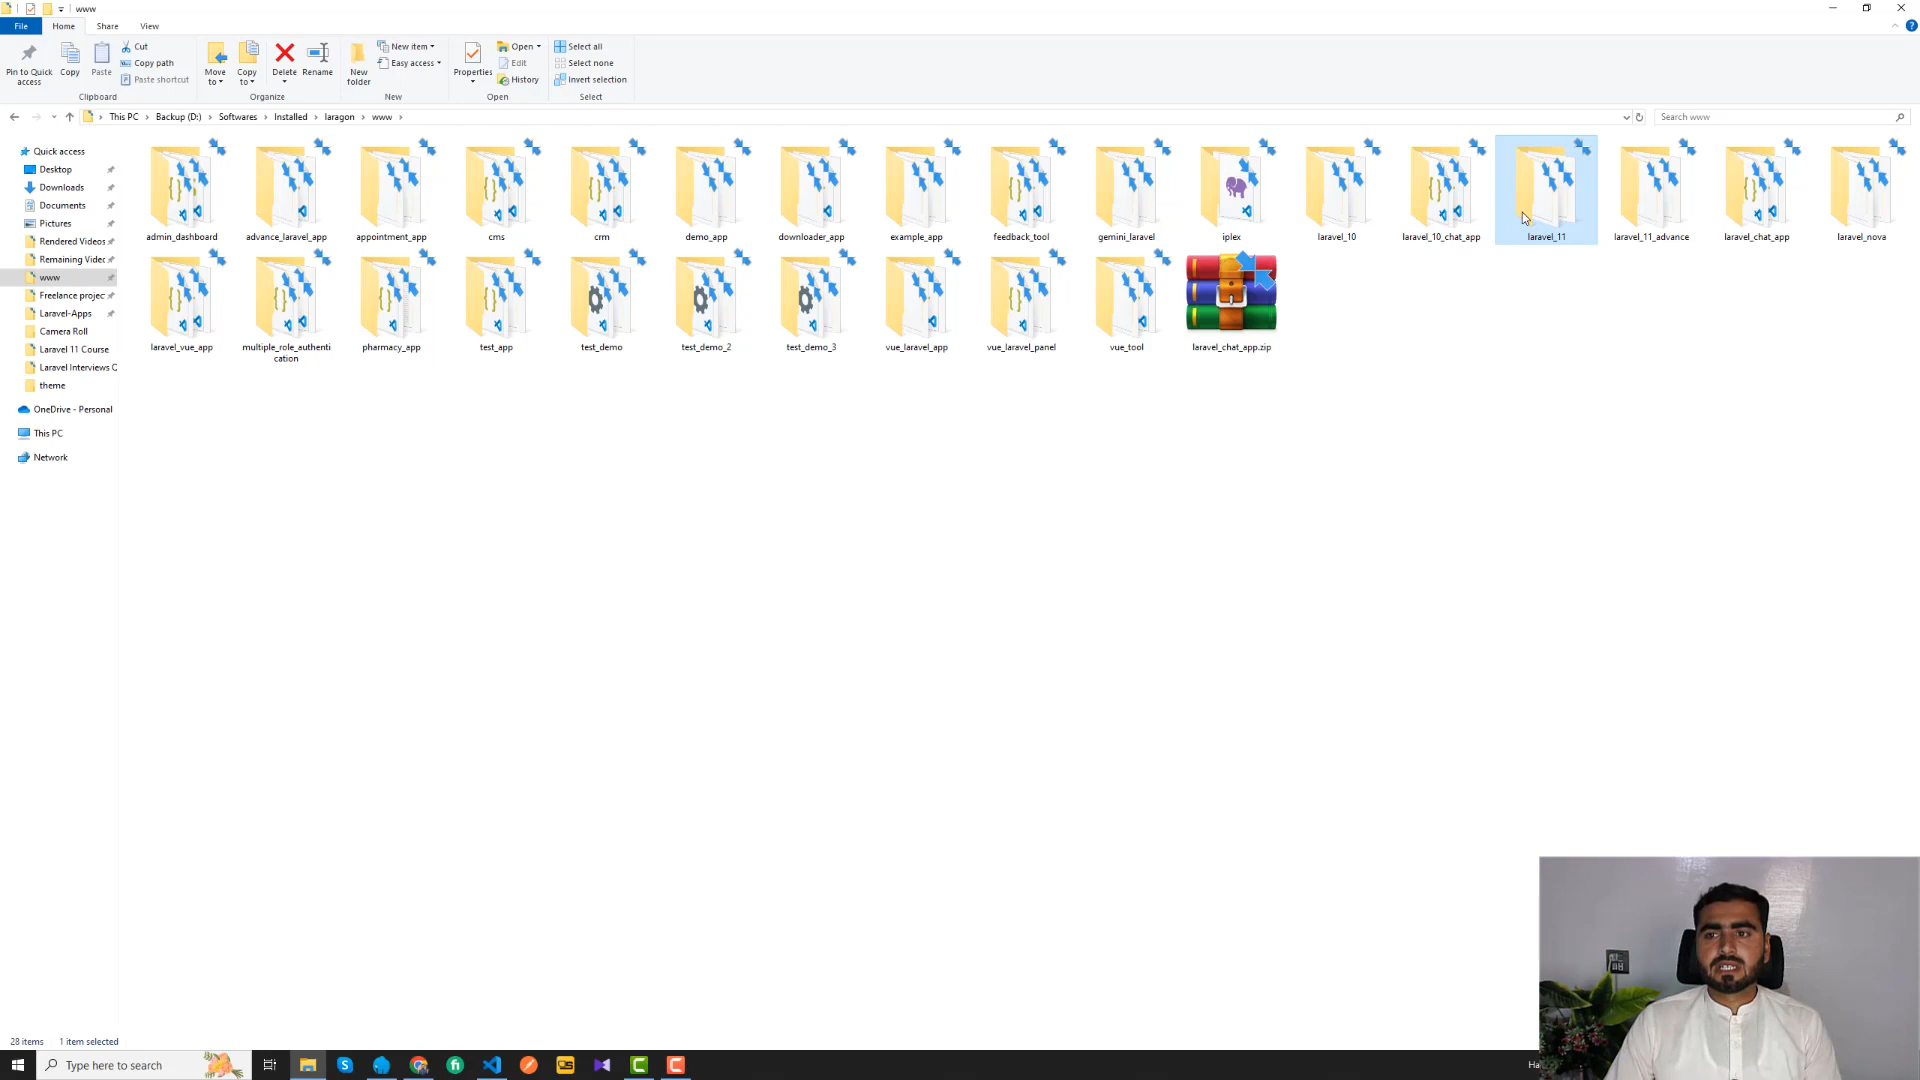 www
File Home Share View
Pin to Quick access
Copy
Paste
Cut
Copy path
Paste shortcut
Clipboard
Move to
Copy to
Delete
Rename
Organize
New folder
New item
Easy access
New
Properties
Open
Edit
History
Open
Select all
Select none
Invert selection
Select
This PC > Backup (D:) > Softwares > Installed > laragon > www >
Search www
Quick access
Desktop
Downloads
Documents
Pictures
Rendered Videos
Remaining Videc
www
Freelance projec
Laravel-Apps
Camera Roll
Laravel 11 Course
Laravel Interviews Q
theme
OneDrive - Personal
This PC
Network
admin_dashboard advance_laravel_app appointment_app cms crm demo_app downloader_app example_app feedback_tool gemini_laravel iplex laravel_10 laravel_10_chat_app laravel_11 laravel_11_advance laravel_chat_app laravel_nova
laravel_vue_app multiple_role_authenti cation pharmacy_app test_app test_demo test_demo_2 test_demo_3 vue_laravel_app vue_laravel_panel vue_tool laravel_chat_app.zip
28 items 1 item selected
Type here to search
Ha